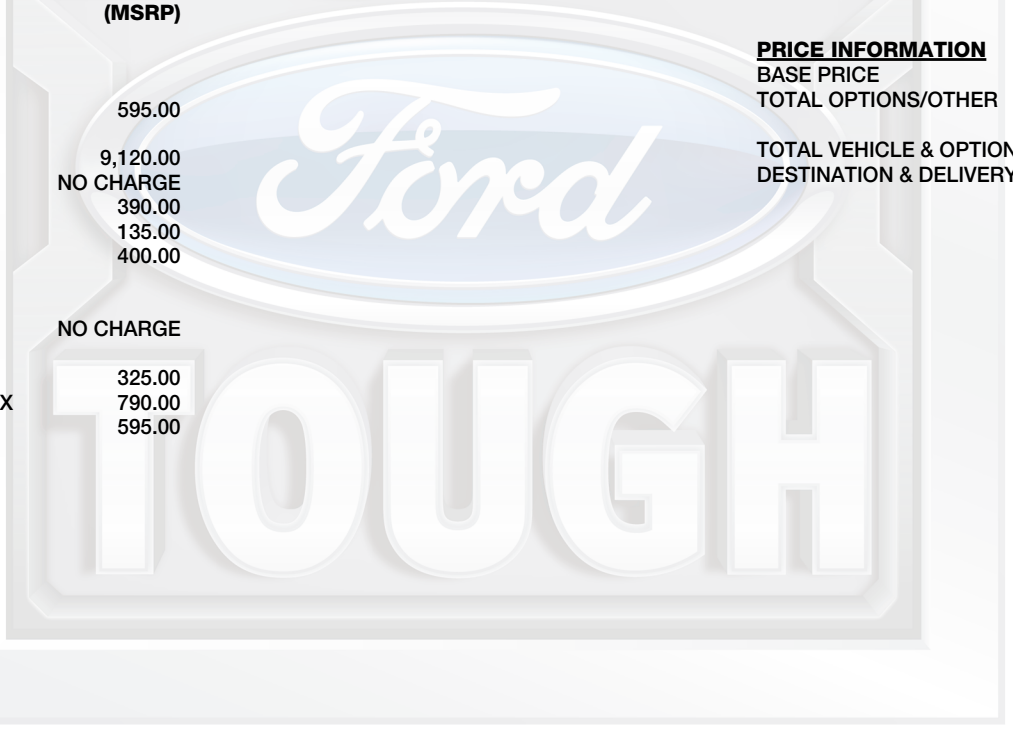 (MSRP)
595.00
9,120.00
NO CHARGE
390.00
135.00
400.00
NO CHARGE
325.00
X 790.00
595.00
PRICE INFORMATION
BASE PRICE
TOTAL OPTIONS/OTHER
TOTAL VEHICLE & OPTION
DESTINATION & DELIVERY
Ford
TOUGH